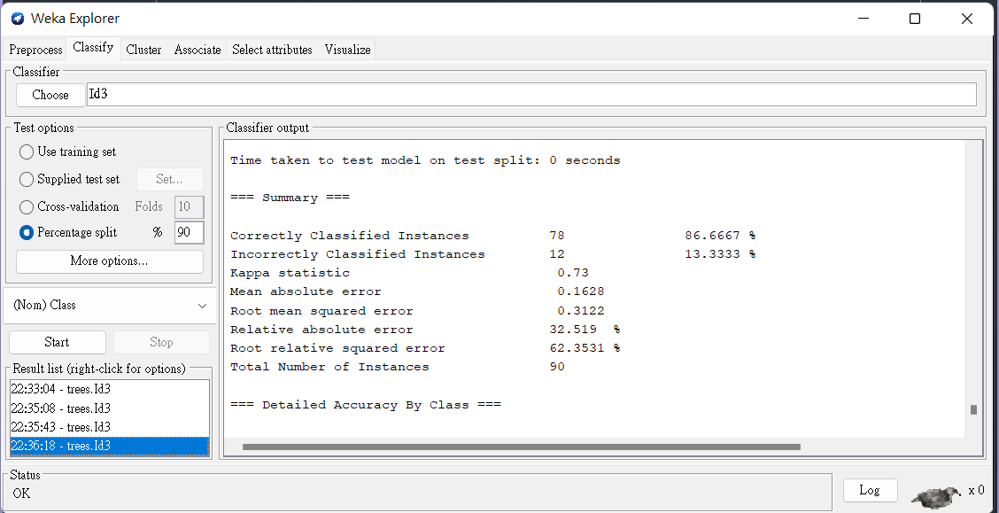 Weka Explorer
Preprocess Classify Cluster Associate Select attributes Visualize
Classifier
Choose Id3
Test options
Use training set
Supplied test set Set...
Cross-validation Folds 10
Percentage split % 90
More options...
(Nom) Class
Start Stop
Result list (right-click for options)
22:33:04 - trees.Id3
22:35:08 - trees.Id3
22:35:43 - trees.Id3
22:36:18 - trees.Id3
Classifier output
Time taken to test model on test split: 0 seconds
=== Summary ===
Correctly Classified Instances 78 86.6667 %
Incorrectly Classified Instances 12 13.3333 %
Kappa statistic 0.73
Mean absolute error 0.1628
Root mean squared error 0.3122
Relative absolute error 32.519 %
Root relative squared error 62.3531 %
Total Number of Instances 90
=== Detailed Accuracy By Class ===
Status
OK
Log x 0